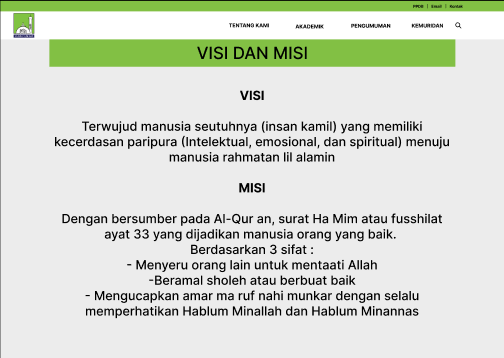 PPDB | Email | Kontak
TENTANG KAMI AKADEMIK PENGUMUMAN KEMURIDAN
VISI DAN MISI
VISI
Terwujud manusia seutuhnya (insan kamil) yang memiliki
kecerdasan paripura (Intelektual, emosional, dan spiritual) menuju
manusia rahmatan lil alamin
MISI
Dengan bersumber pada Al-Qur an, surat Ha Mim atau fusshilat
ayat 33 yang dijadikan manusia orang yang baik.
Berdasarkan 3 sifat :
- Menyeru orang lain untuk mentaati Allah
-Beramal sholeh atau berbuat baik
- Mengucapkan amar ma ruf nahi munkar dengan selalu
memperhatikan Hablum Minallah dan Hablum Minannas